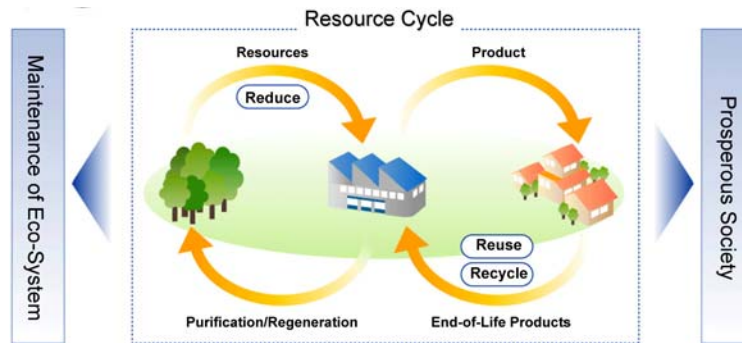 Resource Cycle
Resources
Product
Reduce
Maintenance of Eco-System
Prosperous Society
Reuse
Recycle
Purification/Regeneration
End-of-Life Products